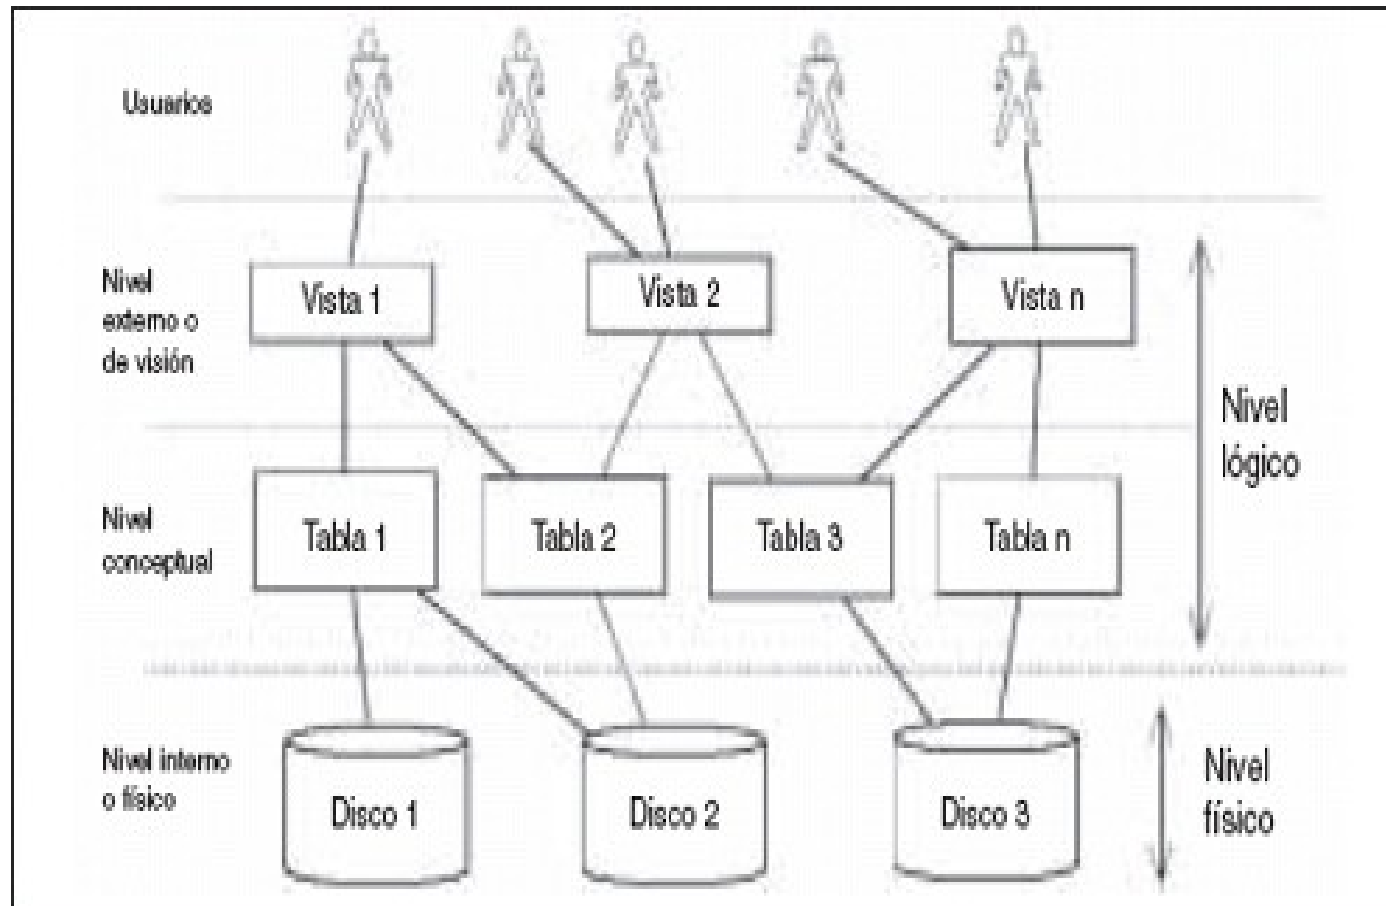 Usuarios
Nivel
externo o
de visión
Vista 1
Vista 2
Vista n
Nivel
lógico
Nivel
conceptual
Tabla 1
Tabla 2
Tabla 3
Tabla n
Nivel interno
o físico
Disco 1
Disco 2
Disco 3
Nivel
físico